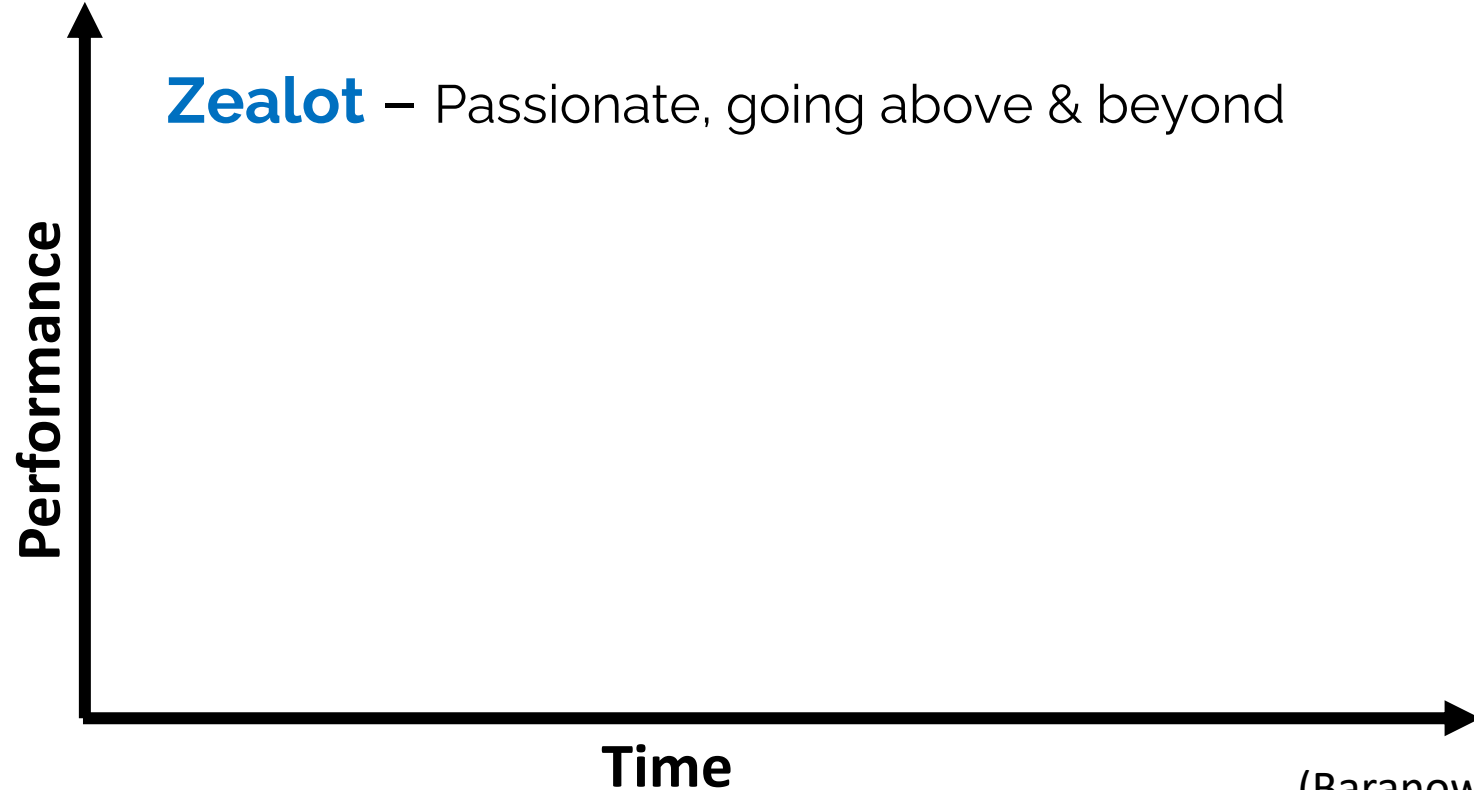 Zealot – Passionate, going above & beyond
Performance
Time